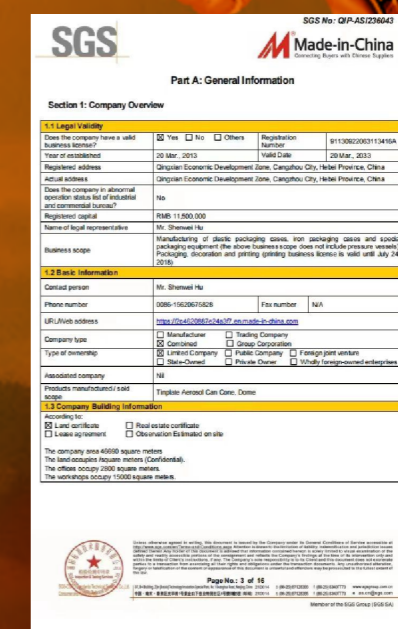 SGS No: QIP-ASI236043
SGS
Made-in-China
Connecting Buyers with Chinese Suppliers
Part A: General Information
Section 1: Company Overview
1.1 Legal Validity
Does the company have a valid business license?
☒ Yes ☐ No ☐ Others
Registration Number
91130922063113416A
Year of established
20 Mar., 2013
Valid Date
20 Mar., 2033
Registered address
Qingxian Economic Development Zone, Cangzhou City, Hebei Province, China
Actual address
Qingxian Economic Development Zone, Cangzhou City, Hebei Province, China
Does the company in abnormal operation status list of industrial and commercial bureau?
No
Registered capital
RMB 11,500,000
Name of legal representative
Mr. Shenwei Hu
Business scope
Manufacturing of plastic packaging cases, iron packaging cases and specia
packaging equipment (the above business scope does not include pressure vessels)
Packaging, decoration and printing (printing business license is valid until July 24
2018)
1.2 Basic Information
Contact person
Mr. Shenwei Hu
Phone number
0086-15620675828
Fax number
N/A
URL/Web address
Company type
☐ Manufacturer ☐ Trading Company
☒ Combined ☐ Group Corporation
Type of ownership
☒ Limited Company ☐ Public Company ☐ Foreign joint venture
☐ State-Owned ☐ Private Owner ☐ Wholly foreign-owned enterprises
Associated company
Nil
Products manufactured / sold scope
Tinplate Aerosol Can Cone, Dome
1.3 Company Building Information
According to:
☒ Land certificate ☐ Real estate certificate
☐ Lease agreement ☐ Observation Estimated on site
The company area 46690 square meters
The land occupies /square meters (Confidential).
The offices occupy 2800 square meters.
The workshops occupy 15000 square meters.
Page No.: 3 of 16
Member of the SGS Group (SGS SA)